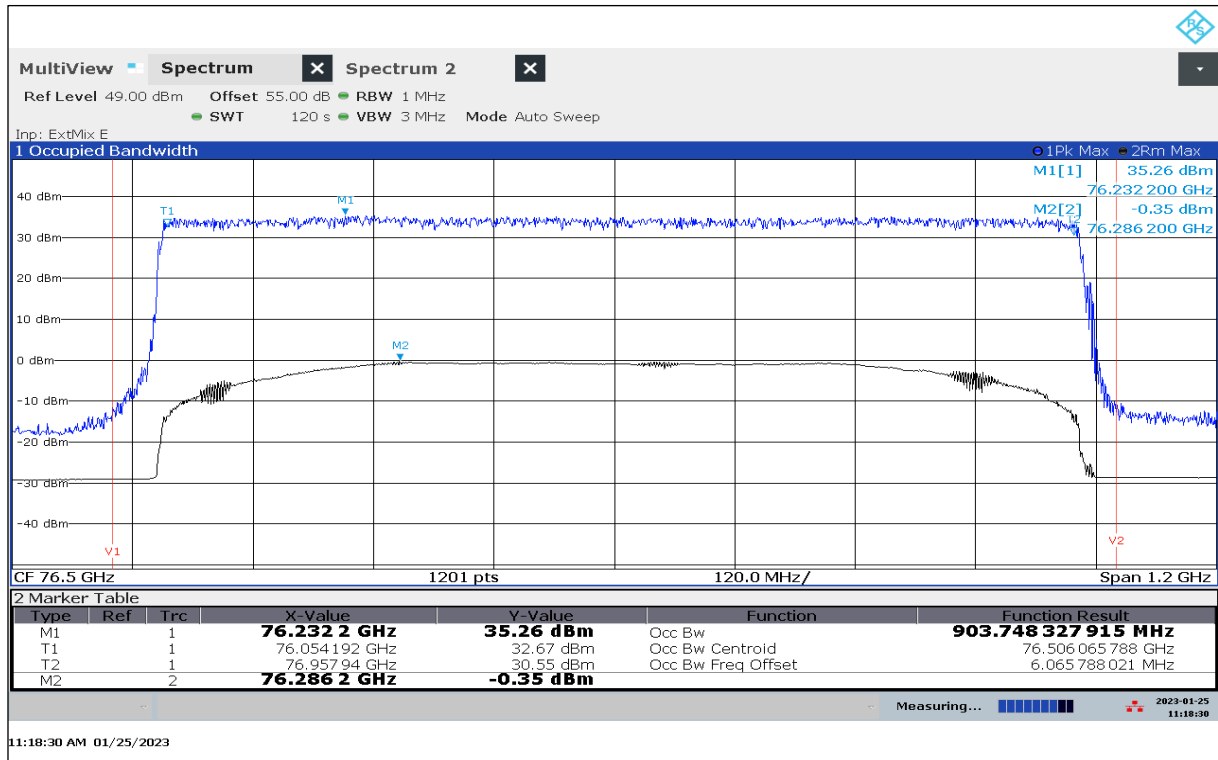 R&S
MultiView Spectrum X Spectrum 2 X
Ref Level 49.00 dBm Offset 55.00 dB RBW 1 MHz
SWT 120 s VBW 3 MHz Mode Auto Sweep
Inp: ExtMix E
1 Occupied Bandwidth 1Pk Max 2Rm Max
M1[1] 35.26 dBm
76.232 200 GHz
M2[2] -0.35 dBm
76.286 200 GHz
40 dBm
T1 M1 T2
30 dBm
20 dBm
10 dBm
M2
0 dBm
-10 dBm
-20 dBm
-30 dBm
-40 dBm
V1 V2
CF 76.5 GHz 1201 pts 120.0 MHz/ Span 1.2 GHz
2 Marker Table
Type Ref Trc X-Value Y-Value Function Function Result
M1 1 76.232 2 GHz 35.26 dBm Occ Bw 903.748 327 915 MHz
T1 1 76.054 192 GHz 32.67 dBm Occ Bw Centroid 76.506 065 788 GHz
T2 1 76.957 94 GHz 30.55 dBm Occ Bw Freq Offset 6.065 788 021 MHz
M2 2 76.286 2 GHz -0.35 dBm
Measuring... 2023-01-25
11:18:30
11:18:30 AM 01/25/2023